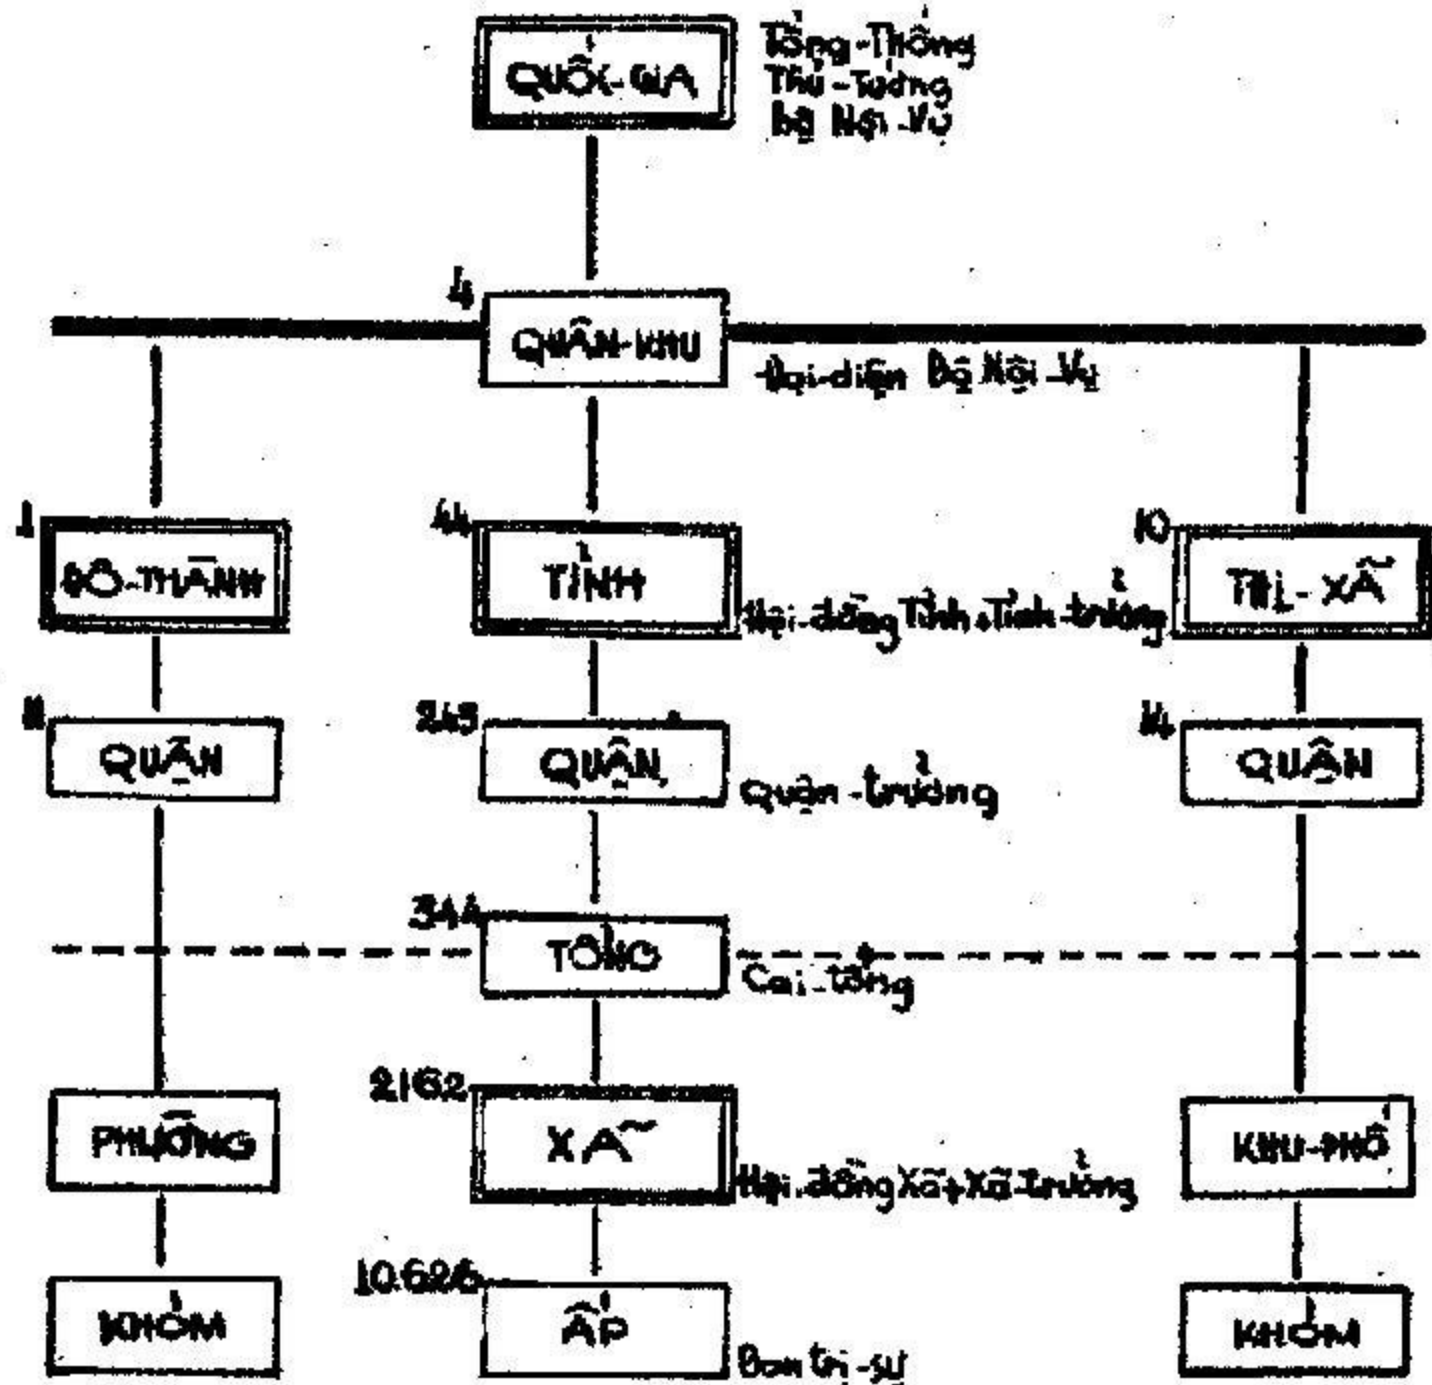 QUỐC-GIA
Tổng-Thống
Thủ-Tướng
Bộ Nội-Vụ
4
QUÂN-KHU
Đại-diện Bộ Nội-Vụ
1
ĐÔ-THÀNH
44
TỈNH
Hội-đồng Tỉnh+Tỉnh-trưởng
10
THỊ-XÃ
11
QUẬN
243
QUẬN
Quận-trưởng
14
QUẬN
344
TỔNG
Cai-tổng
PHƯỜNG
2162
XÃ
Hội-đồng Xã+Xã-trưởng
KHU-PHỐ
KHÓM
10.626
ẤP
Ban trị-sự
KHÓM